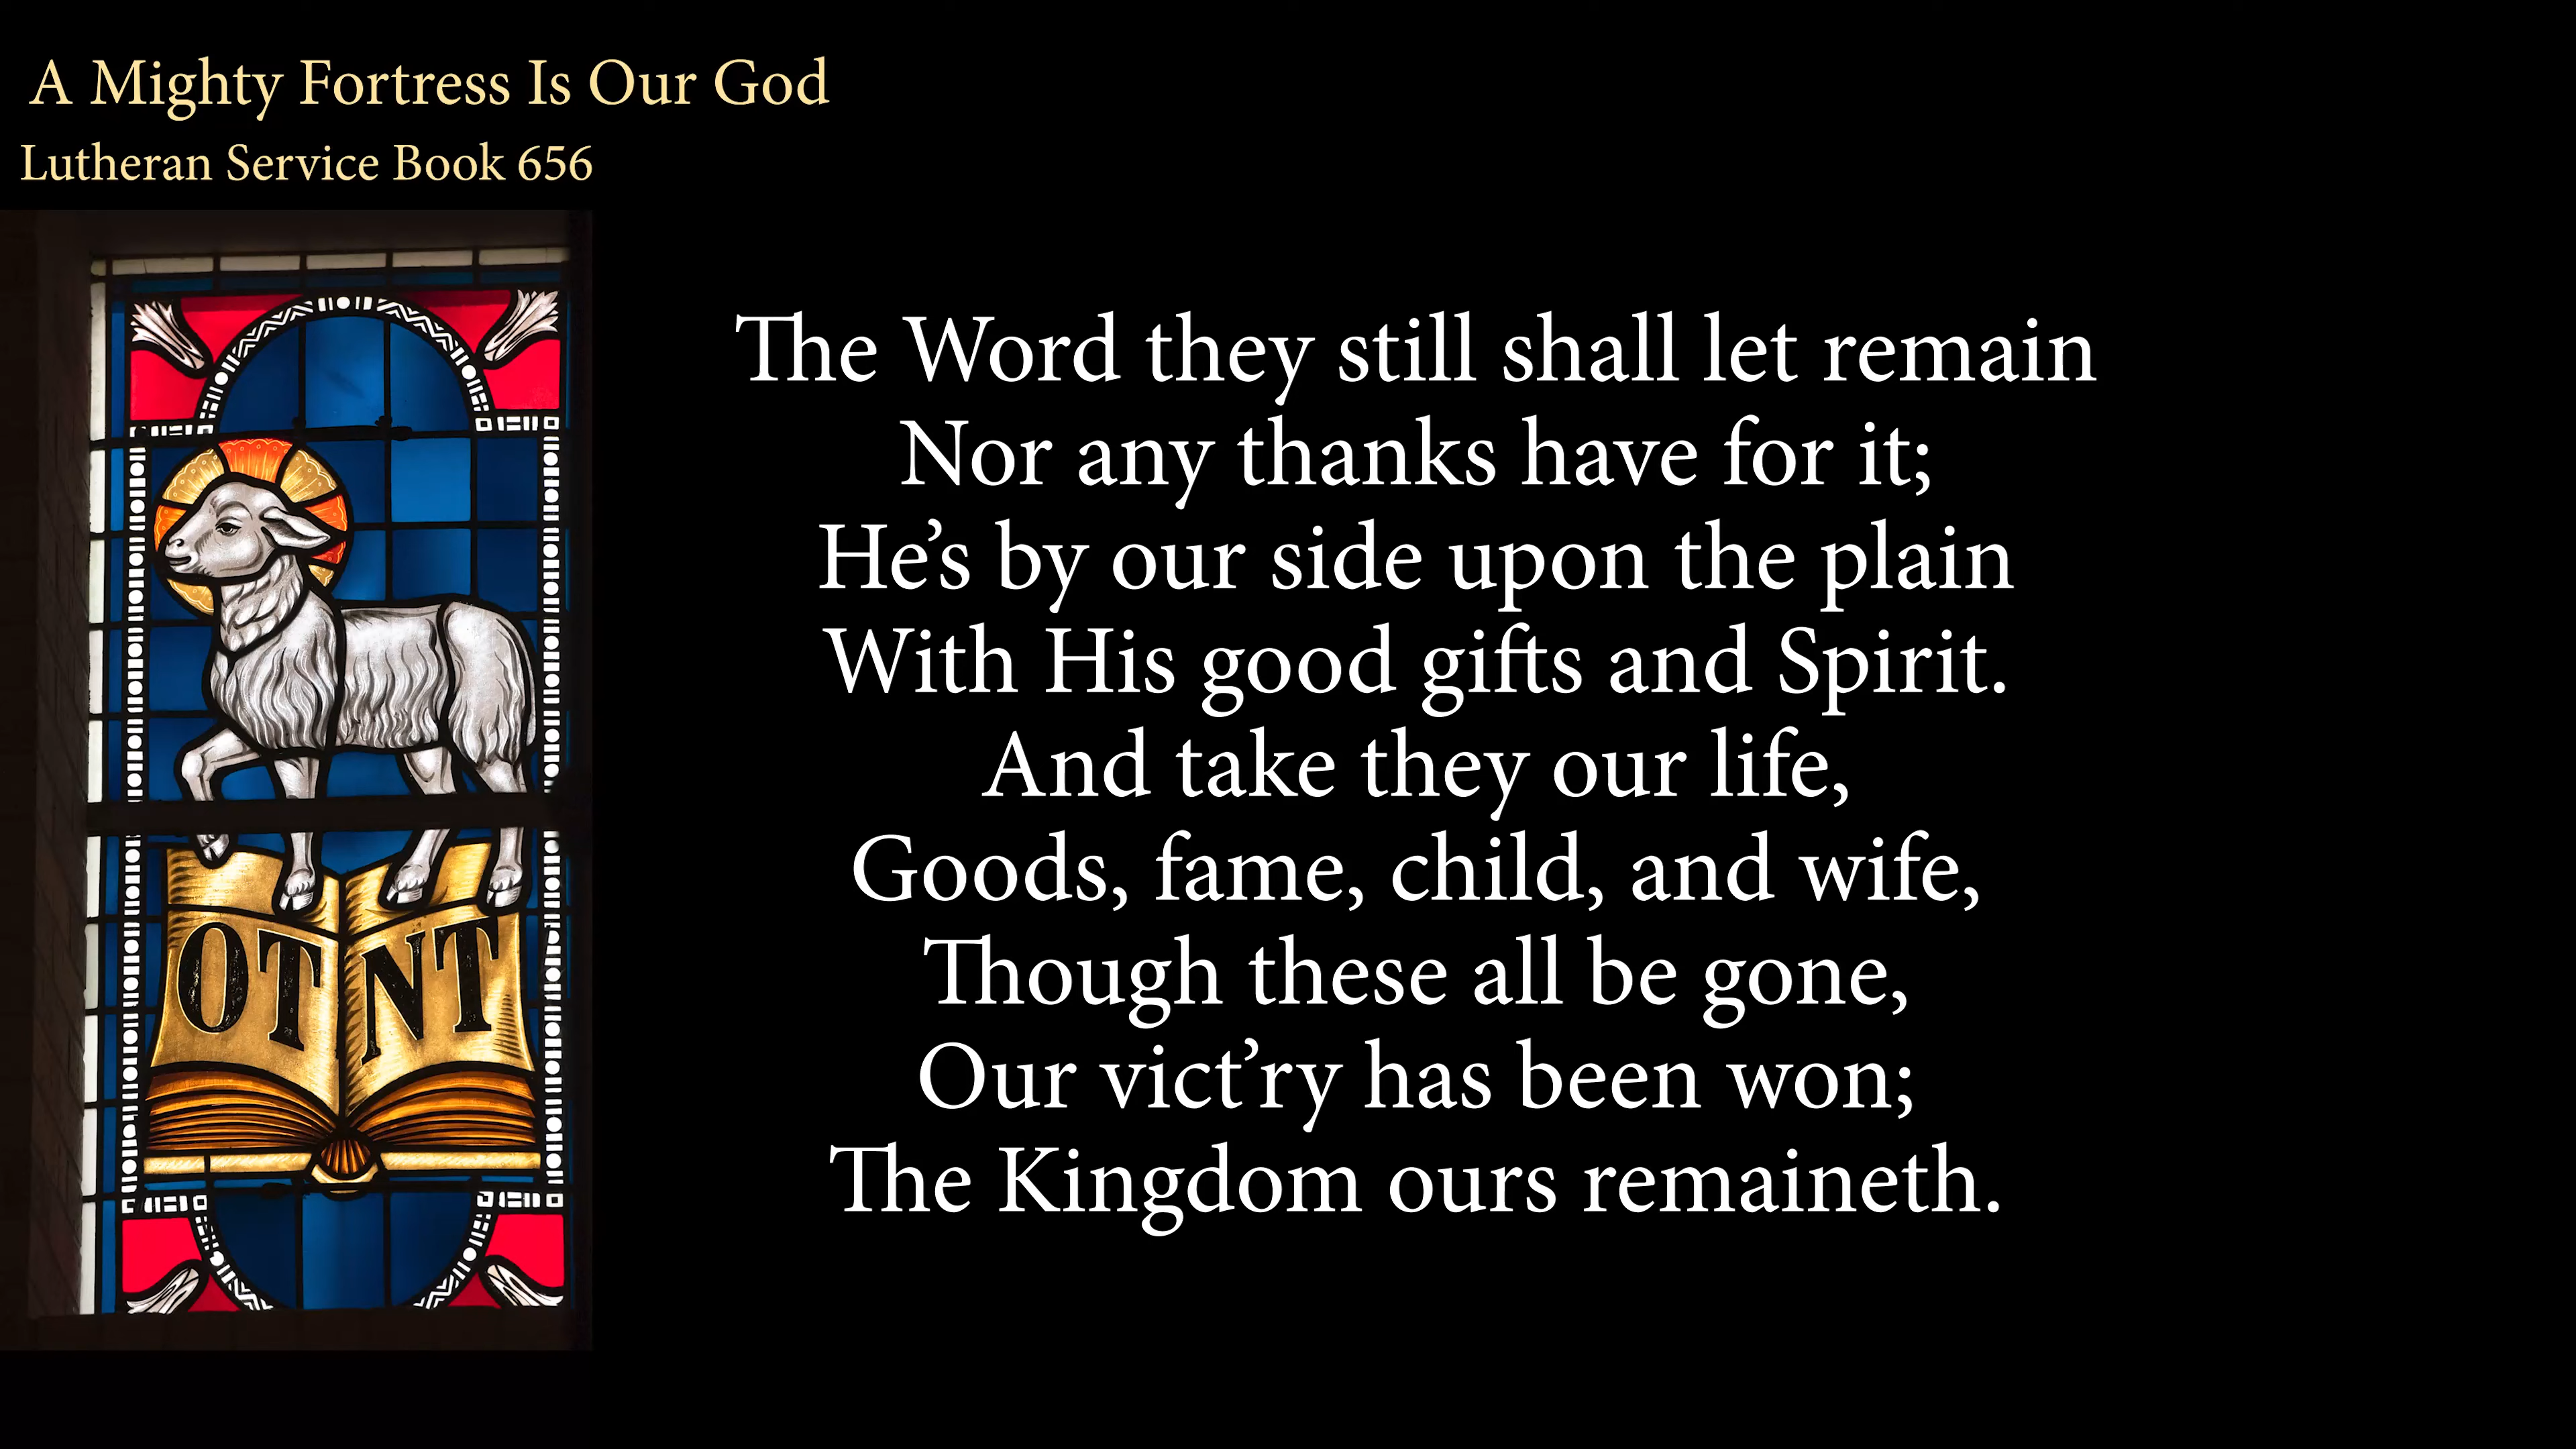 A Mighty Fortress Is Our God
Lutheran Service Book 656
The Word they still shall let remain
Nor any thanks have for it;
He’s by our side upon the plain
With His good gifts and Spirit.
And take they our life,
Goods, fame, child, and wife,
Though these all be gone,
Our vict’ry has been won;
The Kingdom ours remaineth.
OT NT